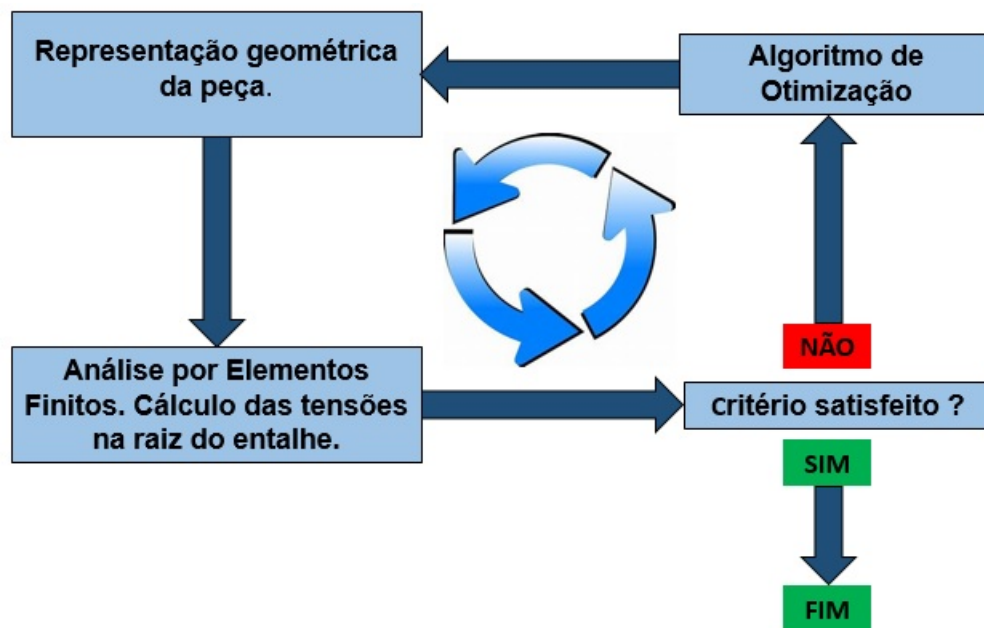 Representação geométrica
da peça.
Algoritmo de
Otimização
NÃO
Análise por Elementos
Finitos. Cálculo das tensões
na raiz do entalhe.
Critério satisfeito ?
SIM
FIM